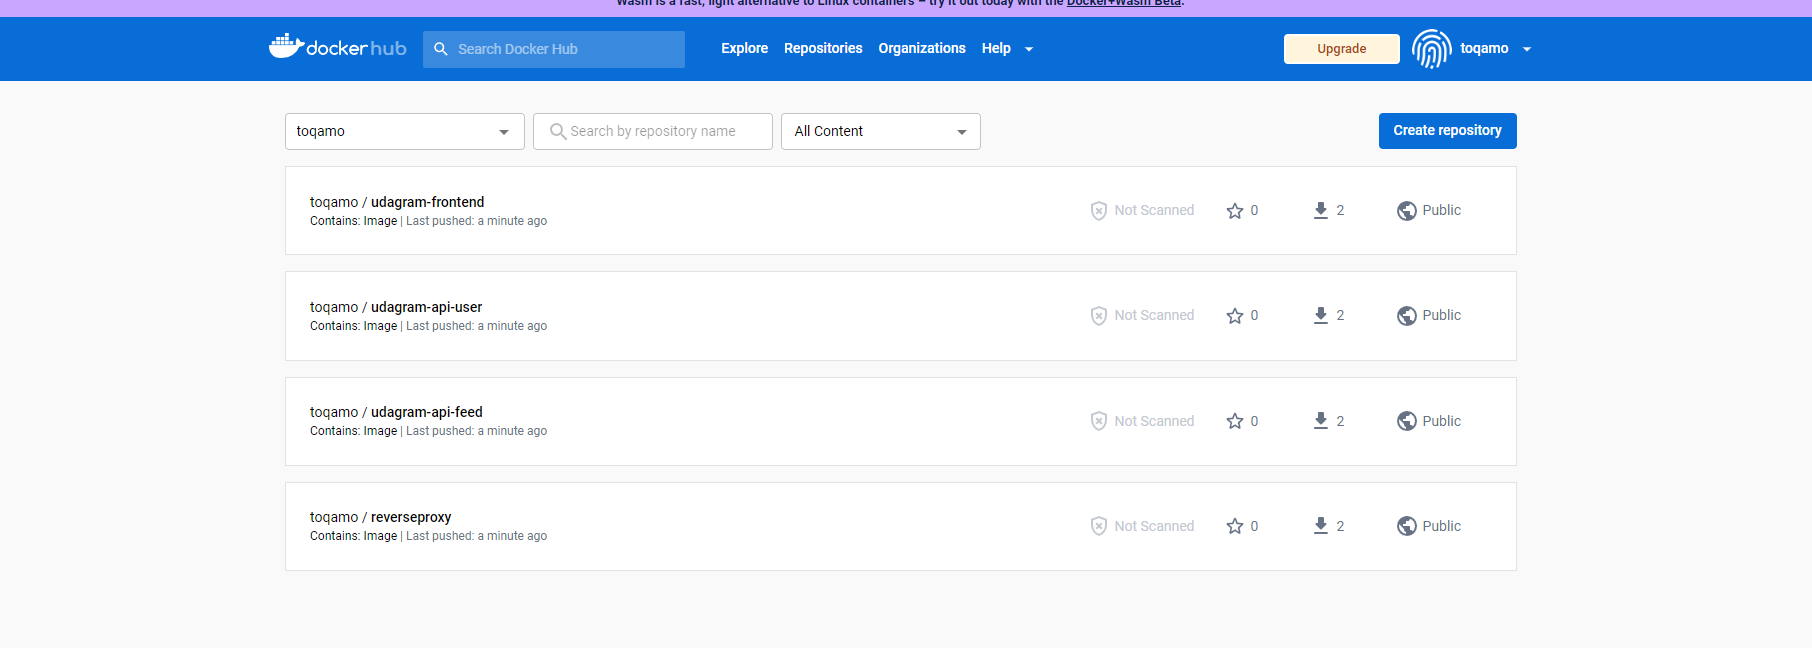 Wasm is a fast, light alternative to Linux containers – try it out today with the Docker+Wasm Beta.
docker hub
Search Docker Hub
Explore Repositories Organizations Help
Upgrade
toqamo
toqamo
Search by repository name
All Content
Create repository
toqamo / udagram-frontend
Contains: Image | Last pushed: a minute ago
Not Scanned 0 2 Public
toqamo / udagram-api-user
Contains: Image | Last pushed: a minute ago
Not Scanned 0 2 Public
toqamo / udagram-api-feed
Contains: Image | Last pushed: a minute ago
Not Scanned 0 2 Public
toqamo / reverseproxy
Contains: Image | Last pushed: a minute ago
Not Scanned 0 2 Public